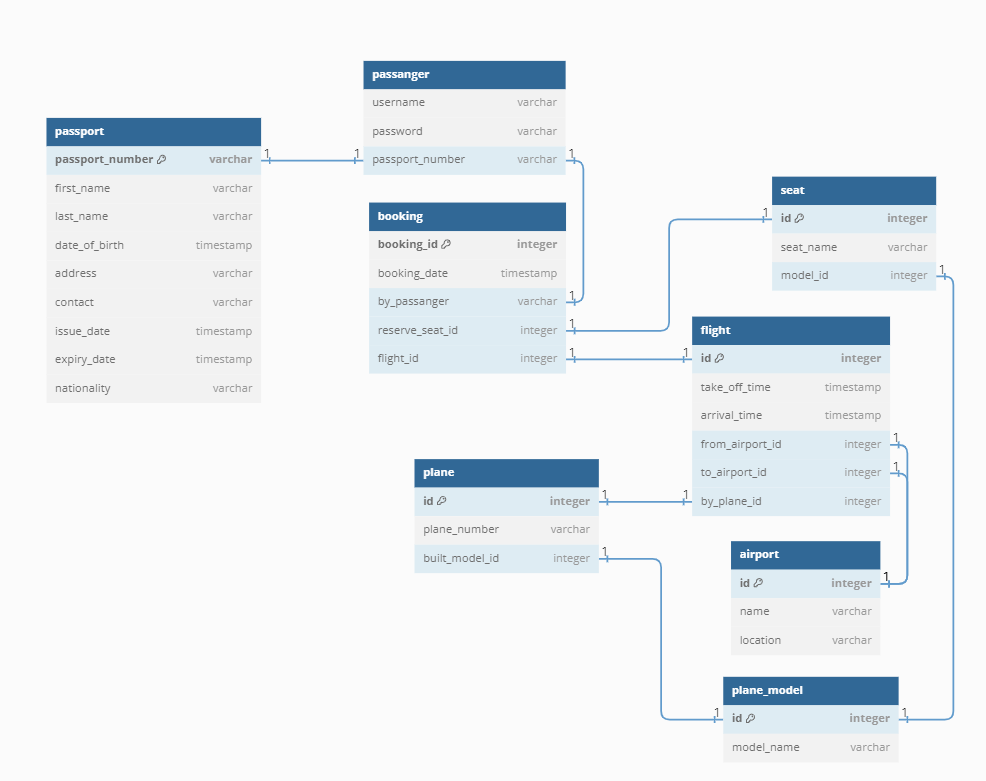 passanger
username varchar
password varchar
passport_number varchar
1
1
1
passport
passport_number varchar
first_name varchar
last_name varchar
date_of_birth timestamp
address varchar
contact varchar
issue_date timestamp
expiry_date timestamp
nationality varchar
booking
booking_id integer
booking_date timestamp
by_passanger varchar
reserve_seat_id integer
flight_id integer
1
1
1
seat
id integer
seat_name varchar
model_id integer
1
1
flight
id integer
take_off_time timestamp
arrival_time timestamp
from_airport_id integer
to_airport_id integer
by_plane_id integer
1
1
1
1
plane
id integer
plane_number varchar
built_model_id integer
1
1
airport
id integer
name varchar
location varchar
1
plane_model
id integer
model_name varchar
1
1